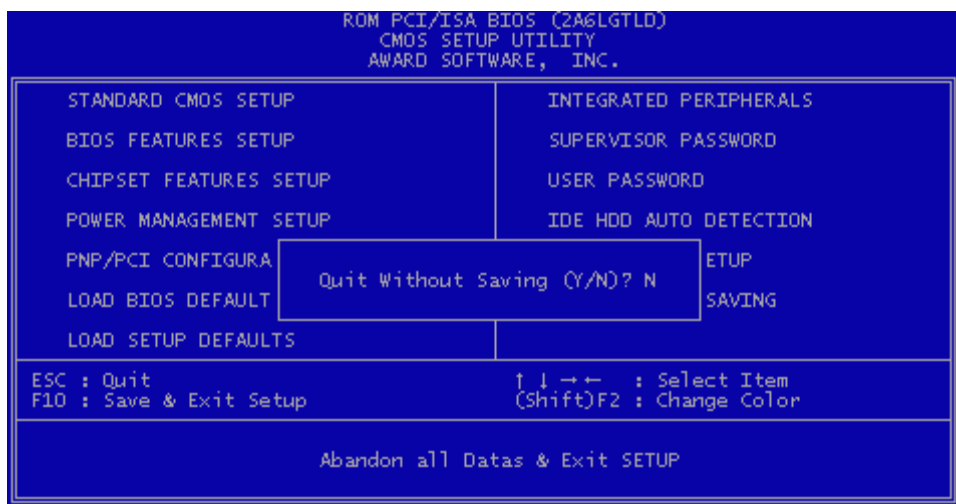 ROM PCI/ISA BIOS (2A6LGTLD)
CMOS SETUP UTILITY
AWARD SOFTWARE, INC.
STANDARD CMOS SETUP
BIOS FEATURES SETUP
CHIPSET FEATURES SETUP
POWER MANAGEMENT SETUP
PNP/PCI CONFIGURA
LOAD BIOS DEFAULT
LOAD SETUP DEFAULTS
INTEGRATED PERIPHERALS
SUPERVISOR PASSWORD
USER PASSWORD
IDE HDD AUTO DETECTION
ETUP
SAVING
Quit Without Saving (Y/N)? N
ESC : Quit
F10 : Save & Exit Setup
↑ ↓ → ← : Select Item
(Shift)F2 : Change Color
Abandon all Datas & Exit SETUP